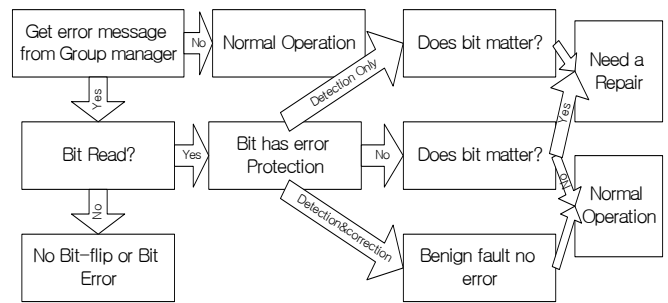 Get error message
from Group manager
No
Normal Operation
Detection Only
Does bit matter?
Need a
Repair
Yes
Bit Read?
Yes
Bit has error
Protection
No
Does bit matter?
Yes
No
Normal
Operation
No
Detection&correction
No Bit-flip or Bit
Error
Benign fault no
error